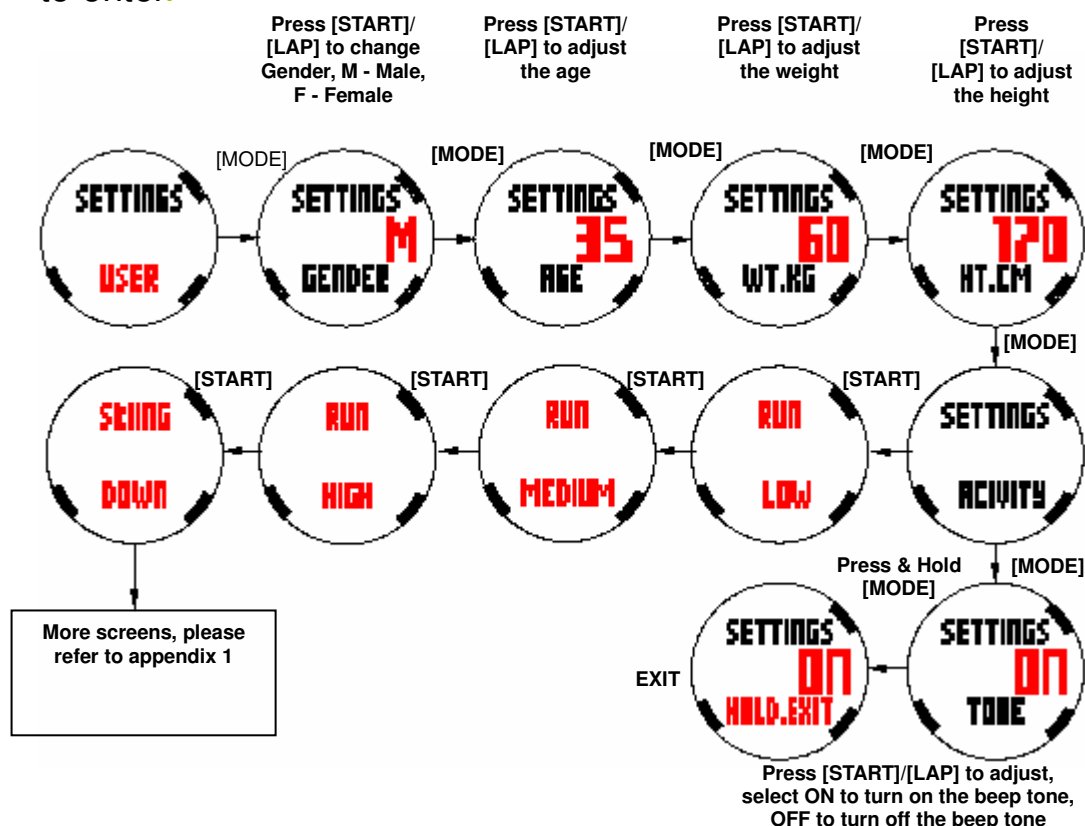 Press [START]/
[LAP] to change
Gender, M - Male,
F - Female
Press [START]/
[LAP] to adjust
the age
Press [START]/
[LAP] to adjust
the weight
Press
[START]/
[LAP] to adjust
the height
[MODE]
[MODE]
[MODE]
[MODE]
SETTINGS
USER
SETTINGS
M
GENDER
SETTINGS
35
AGE
SETTINGS
60
WT.KG
SETTINGS
170
HT.CM
[MODE]
[START]
[START]
[START]
[START]
StIING
DOWN
RUN
HIGH
RUN
MEDIUM
RUN
LOW
SETTINGS
ACIVITY
Press & Hold
[MODE]
[MODE]
More screens, please
refer to appendix 1
EXIT
SETTINGS
ON
HOLD.EXIT
SETTINGS
ON
TONE
Press [START]/[LAP] to adjust,
select ON to turn on the beep tone,
OFF to turn off the beep tone